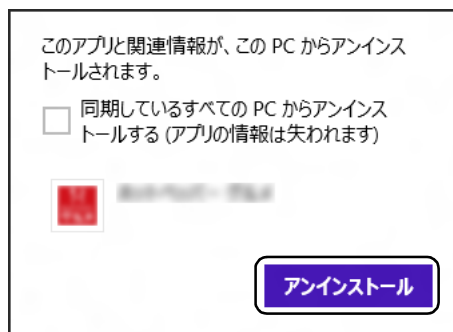 このアプリと関連情報が、この PC からアンインス
トールされます。
同期しているすべての PC からアンインス
トールする (アプリの情報は失われます)
アンインストール